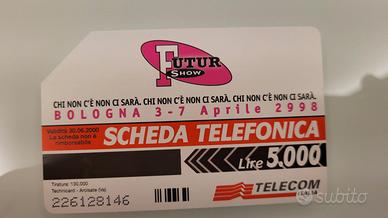 FUTUR
SHOW
CHI NON C'È NON CI SARÀ. CHI NON C'È NON CI SARÀ. CHI NON C'È NON CI SARÀ.
BOLOGNA 3-7 Aprile 2998
Validità 30.06.2000
La scheda non è
rimborsabile
SCHEDA TELEFONICA
Lire 5.000
Tiratura: 130.000
Technicard - Arcisate (Va)
226128146
TELECOM
ITALIA
subito